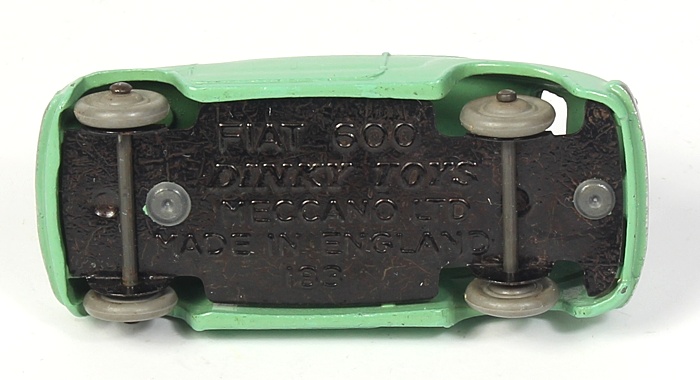 FIAT 600
DINKY TOYS
MECCANO LTD
MADE IN ENGLAND
183